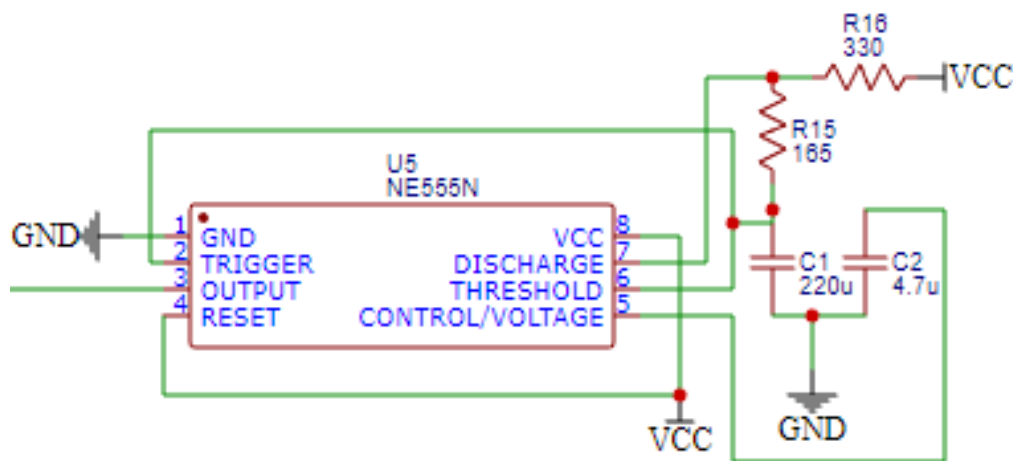 R16
330
VCC
R15
165
U5
NE555N
GND
1
GND
VCC
8
2
TRIGGER
DISCHARGE
7
3
OUTPUT
THRESHOLD
6
4
RESET
CONTROL/VOLTAGE
5
C1
220u
C2
4.7u
VCC
GND